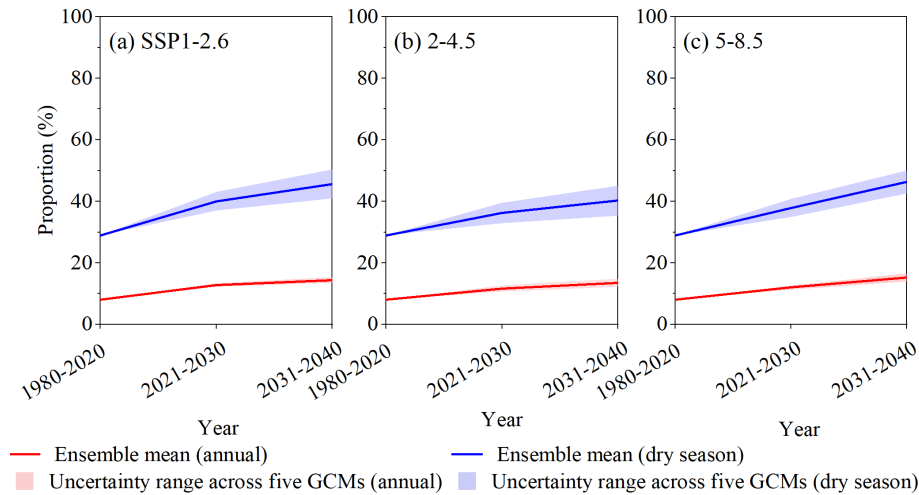 (a) SSP1-2.6
(b) 2-4.5
(c) 5-8.5
Proportion (%)
100
80
60
40
20
0
100
80
60
40
20
0
100
80
60
40
20
0
1980-2020
2021-2030
2031-2040
1980-2020
2021-2030
2031-2040
1980-2020
2021-2030
2031-2040
Year
Year
Year
Ensemble mean (annual)
Ensemble mean (dry season)
Uncertainty range across five GCMs (annual)
Uncertainty range across five GCMs (dry season)